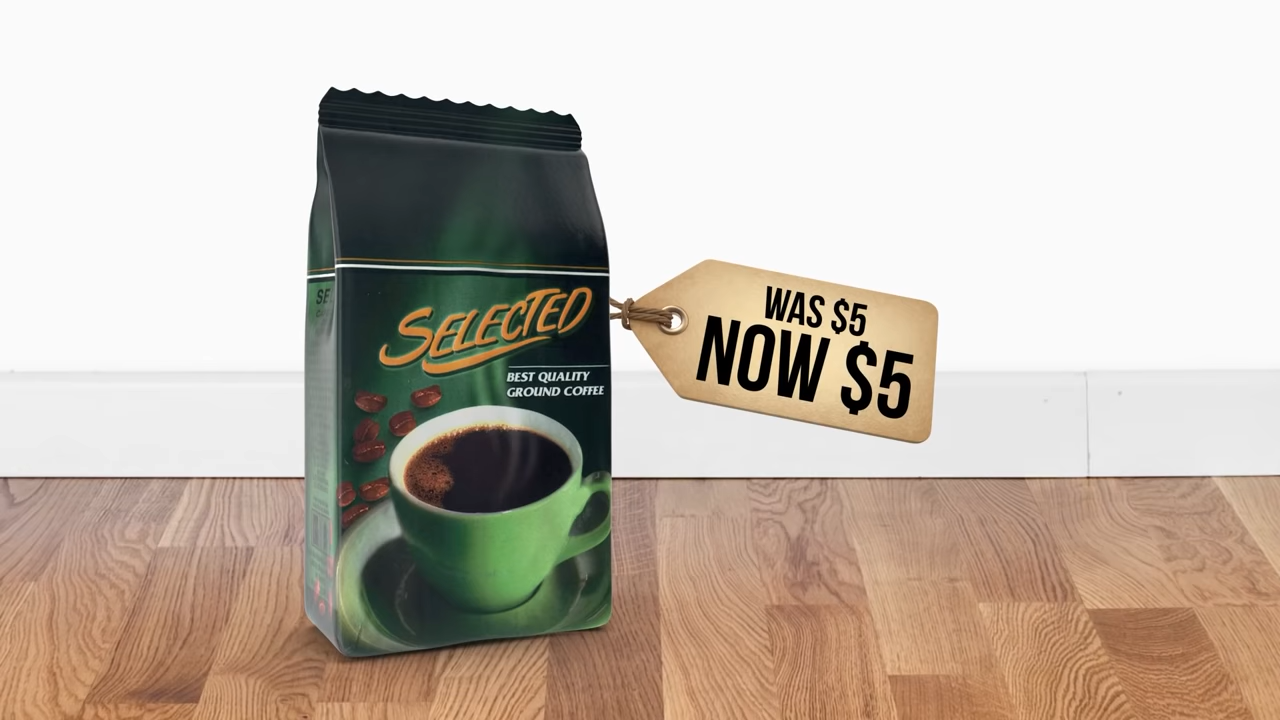 SELECTED
BEST QUALITY
GROUND COFFEE
WAS $5
NOW $5